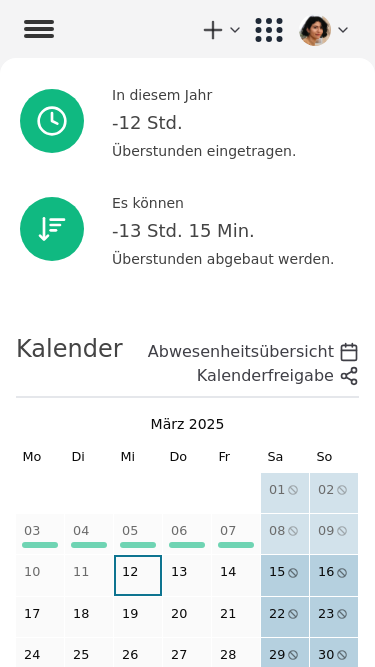 In diesem Jahr
-12 Std.
Überstunden eingetragen.
Es können
-13 Std. 15 Min.
Überstunden abgebaut werden.
Kalender
Abwesenheitsübersicht
Kalenderfreigabe
März 2025
Mo Di Mi Do Fr Sa So
01 02
03 04 05 06 07 08 09
10 11 12 13 14 15 16
17 18 19 20 21 22 23
24 25 26 27 28 29 30